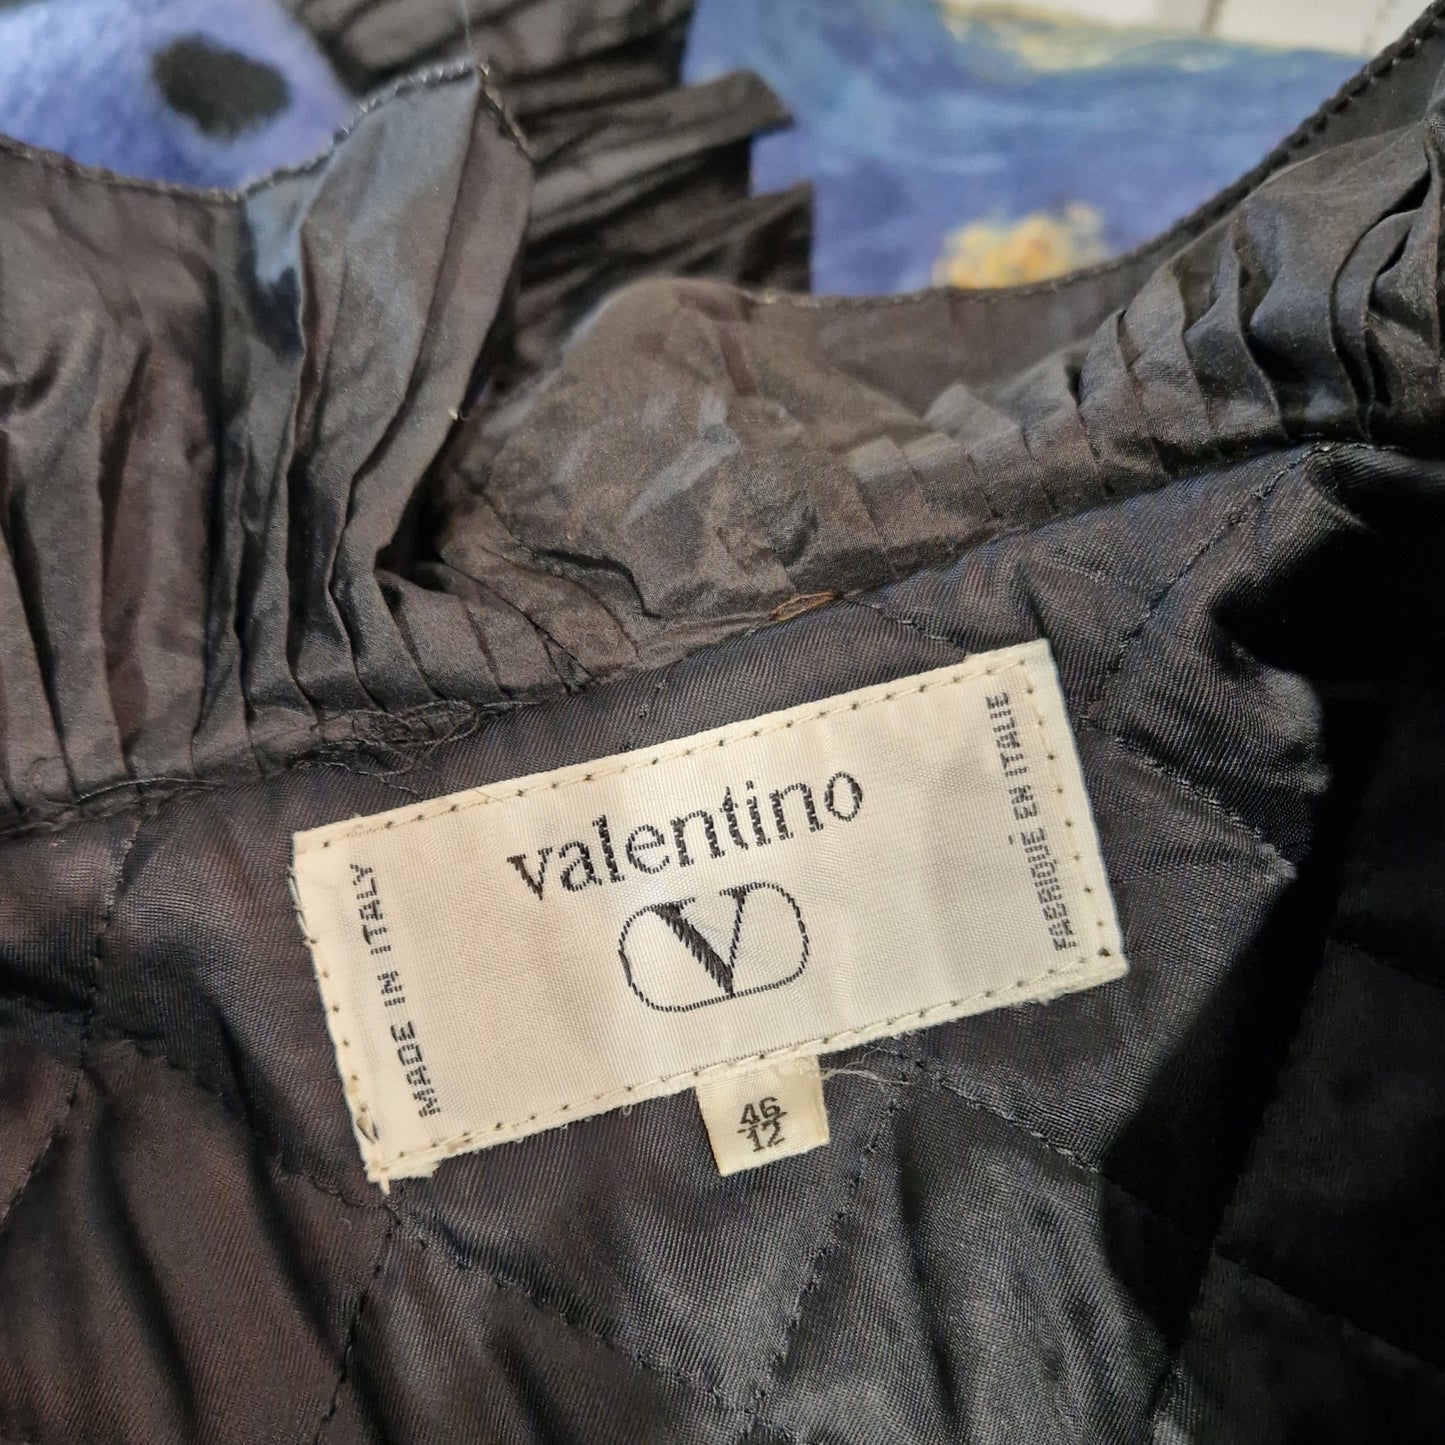 valentino
V
MADE IN ITALY
FABRIQUÉ EN ITALIE
46
12